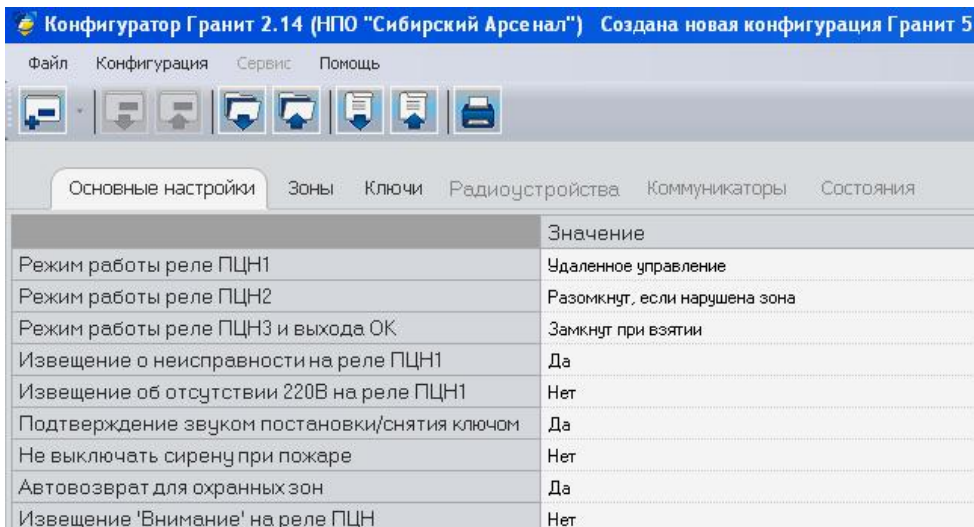 Конфигуратор Гранит 2.14 (НПО "Сибирский Арсенал") Создана новая конфигурация Гранит 5
Файл Конфигурация Сервис Помощь
Основные настройки Зоны Ключи Радиоустройства Коммуникаторы Состояния
Значение
Режим работы реле ПЦН1 Удаленное управление
Режим работы реле ПЦН2 Разомкнут, если нарушена зона
Режим работы реле ПЦН3 и выхода ОК Замкнут при взятии
Извещение о неисправности на реле ПЦН1 Да
Извещение об отсутствии 220В на реле ПЦН1 Нет
Подтверждение звуком постановки/снятия ключом Да
Не выключать сирену при пожаре Нет
Автовозврат для охранных зон Да
Извещение 'Внимание' на реле ПЦН Нет